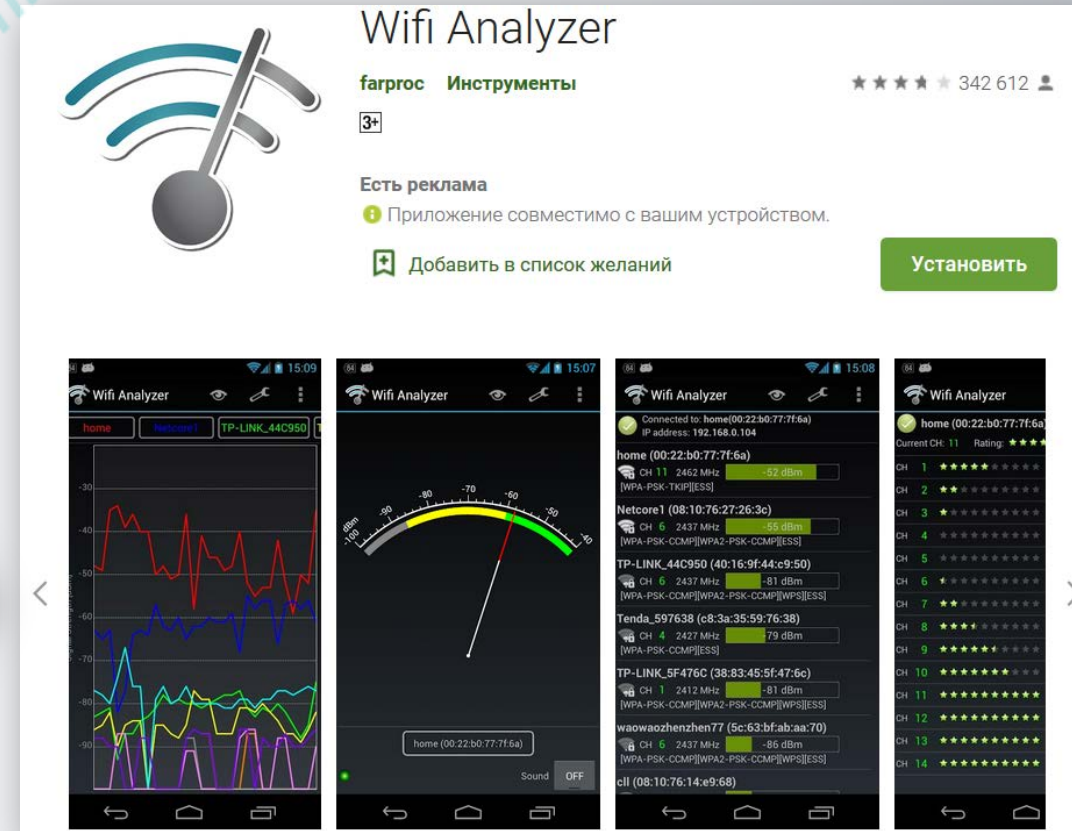 Wifi Analyzer
farproc Инструменты
342 612
3+
Есть реклама
Приложение совместимо с вашим устройством.
Добавить в список желаний
Установить
84
15:09
Wifi Analyzer
home
Netcore1
TP-LINK_44C950
-30
-40
-50
-60
-70
-80
-90
84
15:07
Wifi Analyzer
dBm
-100
-90
-80
-70
-60
-50
-40
home (00:22:b0:77:7f:6a)
Sound OFF
84
15:08
Wifi Analyzer
Connected to: home(00:22:b0:77:7f:6a)
IP address: 192.168.0.104
home (00:22:b0:77:7f:6a)
CH 11 2462 MHz -52 dBm
[WPA-PSK-TKIP][ESS]
Netcore1 (08:10:76:27:26:3c)
CH 6 2437 MHz -55 dBm
[WPA-PSK-CCMP][WPA2-PSK-CCMP][ESS]
TP-LINK_44C950 (40:16:9f:44:c9:50)
CH 6 2437 MHz -81 dBm
[WPA-PSK-CCMP][WPA2-PSK-CCMP][WPS][ESS]
Tenda_597638 (c8:3a:35:59:76:38)
CH 4 2427 MHz -79 dBm
[WPA-PSK-CCMP][ESS]
TP-LINK_5F476C (38:83:45:5f:47:6c)
CH 1 2412 MHz -81 dBm
[WPA-PSK-CCMP][WPA2-PSK-CCMP][WPS][ESS]
waowaozhenzhen77 (5c:63:bf:ab:aa:70)
CH 6 2437 MHz -86 dBm
[WPA-PSK-CCMP][WPA2-PSK-CCMP][WPS][ESS]
cll (08:10:76:14:e9:68)
84
Wifi Analyzer
home (00:22:b0:77:7f:6a)
Current CH: 11 Rating:
CH 1
CH 2
CH 3
CH 4
CH 5
CH 6
CH 7
CH 8
CH 9
CH 10
CH 11
CH 12
CH 13
CH 14